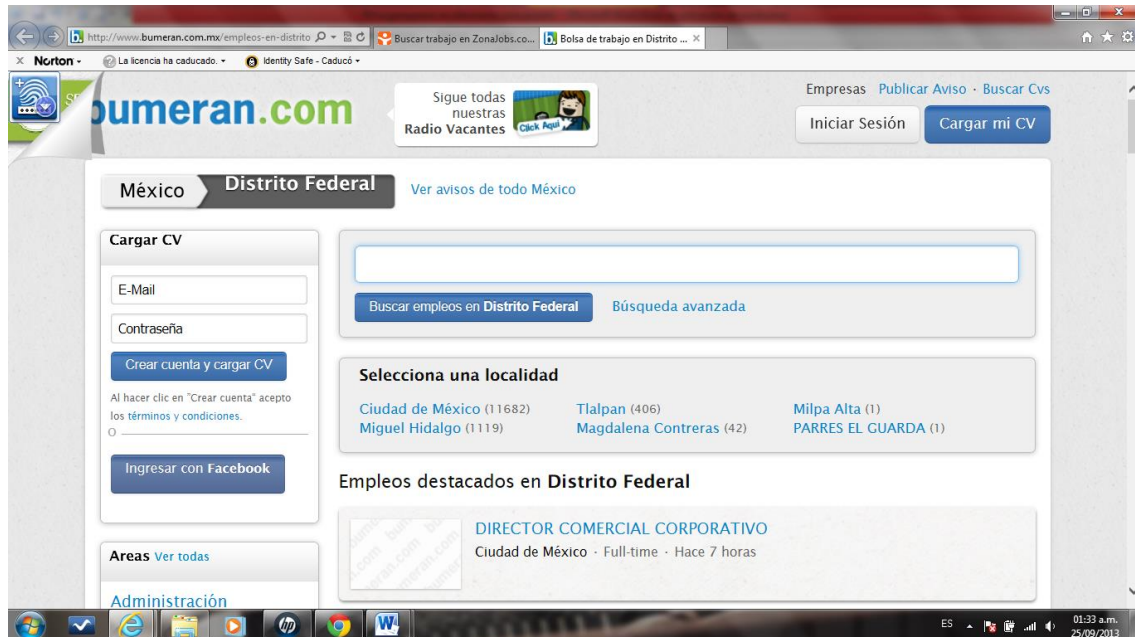 http://www.bumeran.com.mx/empleos-en-distrito
Buscar trabajo en ZonaJobs.co...
Bolsa de trabajo en Distrito ...
Norton
La licencia ha caducado.
Identity Safe - Caducó
bumeran.com
Sigue todas
nuestras
Radio Vacantes
Click Aquí
Empresas Publicar Aviso · Buscar Cvs
Iniciar Sesión
Cargar mi CV
México
Distrito Federal
Ver avisos de todo México
Cargar CV
E-Mail
Contraseña
Crear cuenta y cargar CV
Al hacer clic en "Crear cuenta" acepto
los términos y condiciones.
O
Ingresar con Facebook
Areas Ver todas
Administración
Buscar empleos en Distrito Federal
Búsqueda avanzada
Selecciona una localidad
Ciudad de México (11682) Tlalpan (406) Milpa Alta (1)
Miguel Hidalgo (1119) Magdalena Contreras (42) PARRES EL GUARDA (1)
Empleos destacados en Distrito Federal
DIRECTOR COMERCIAL CORPORATIVO
Ciudad de México · Full-time · Hace 7 horas
ES
01:33 a.m.
25/09/2013